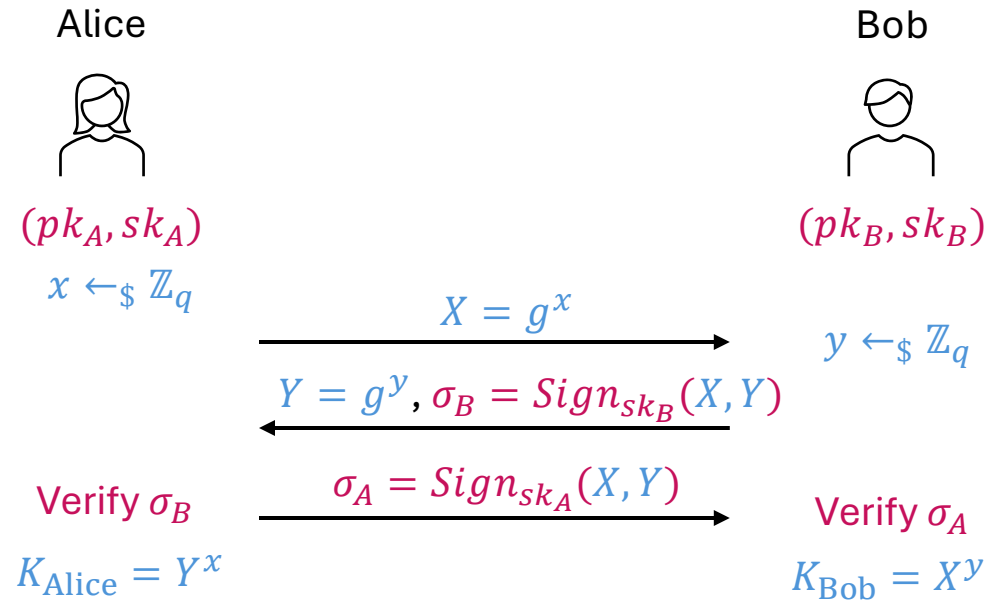 Alice
Bob
(pk_A, sk_A)
(pk_B, sk_B)
x ←_$ ℤ_q
X = g^x
y ←_$ ℤ_q
Y = g^y, σ_B = Sign_{sk_B}(X, Y)
σ_A = Sign_{sk_A}(X, Y)
Verify σ_B
Verify σ_A
K_Alice = Y^x
K_Bob = X^y